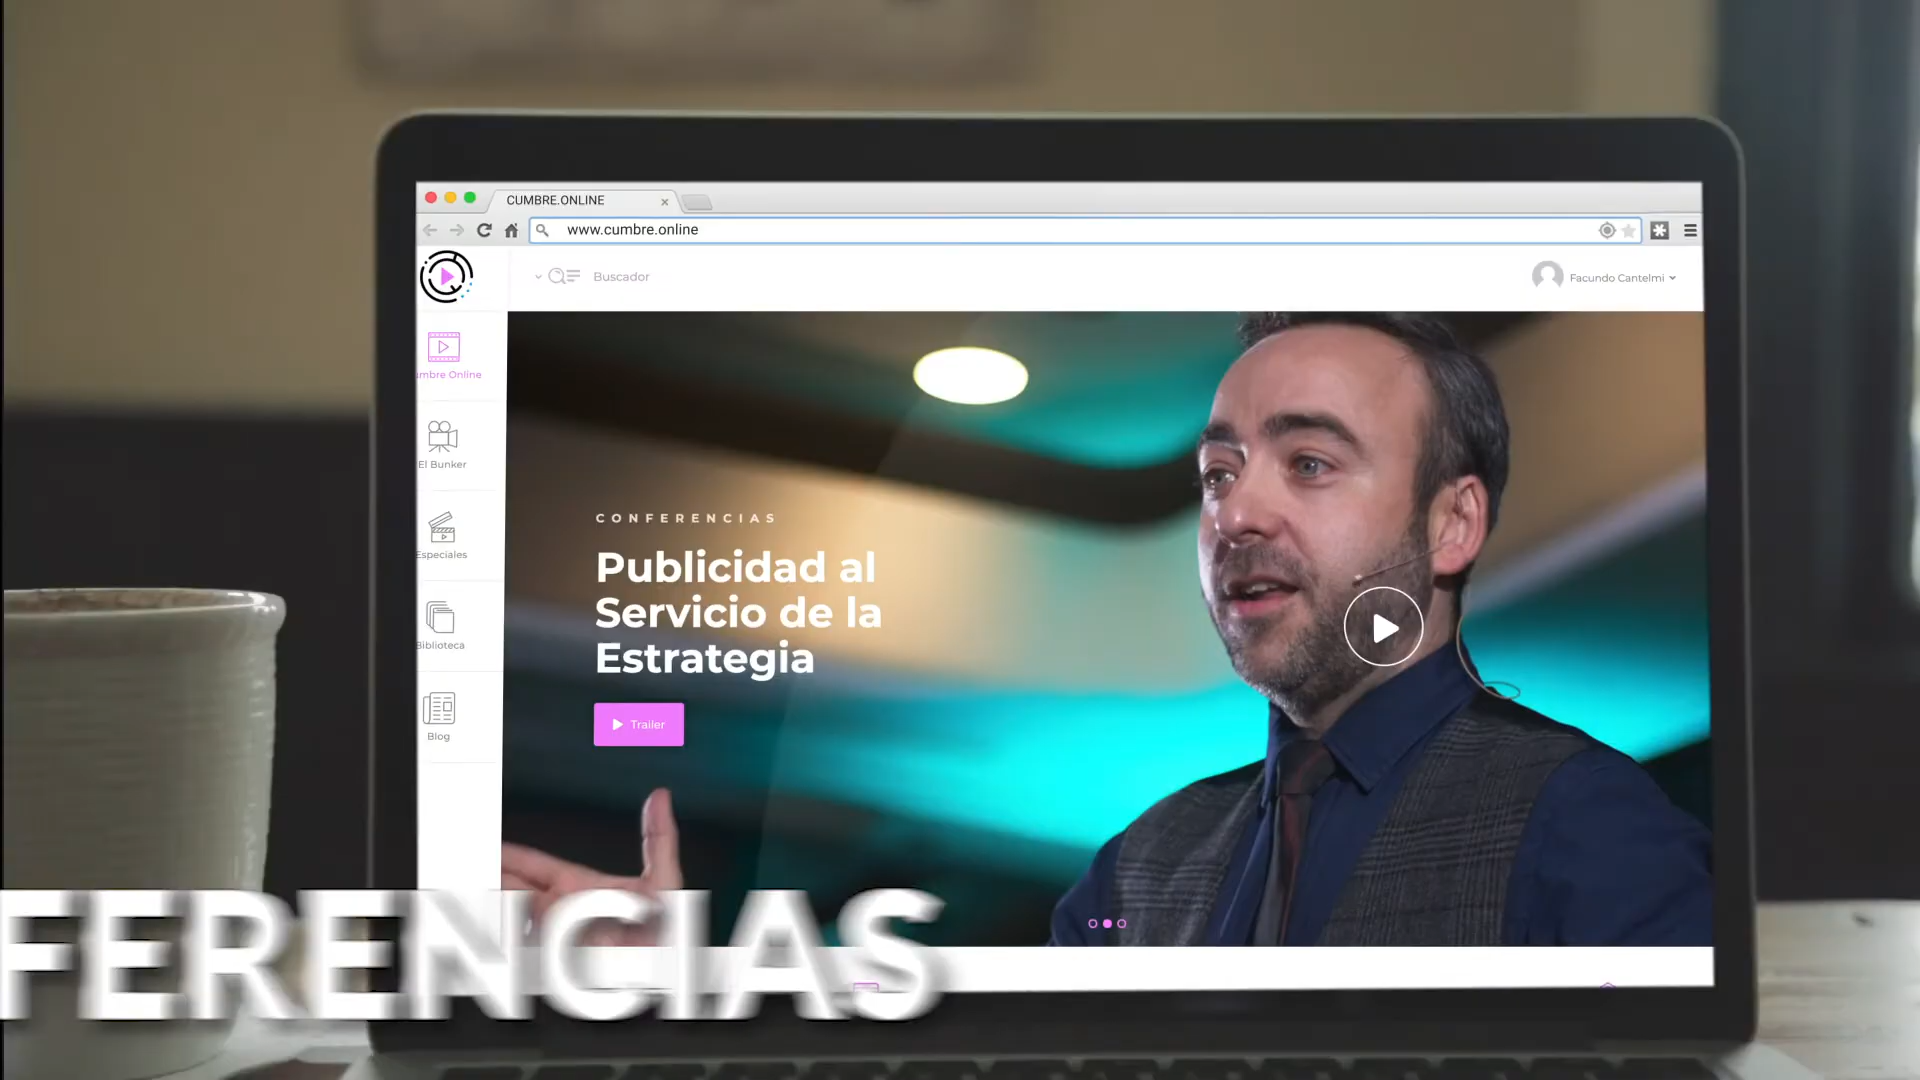 CUMBRE.ONLINE
www.cumbre.online
Buscador
Facundo Cantelmi
umbre Online
El Bunker
Especiales
Biblioteca
Blog
CONFERENCIAS
Publicidad al
Servicio de la
Estrategia
Trailer
FERENCIAS